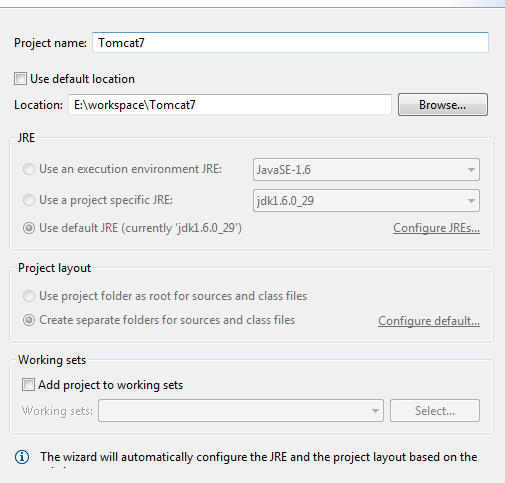 Project name: Tomcat7
Use default location
Location: E:\workspace\Tomcat7 Browse...
JRE
Use an execution environment JRE: JavaSE-1.6
Use a project specific JRE: jdk1.6.0_29
Use default JRE (currently 'jdk1.6.0_29') Configure JREs...
Project layout
Use project folder as root for sources and class files
Create separate folders for sources and class files Configure default...
Working sets
Add project to working sets
Working sets: Select...
The wizard will automatically configure the JRE and the project layout based on the